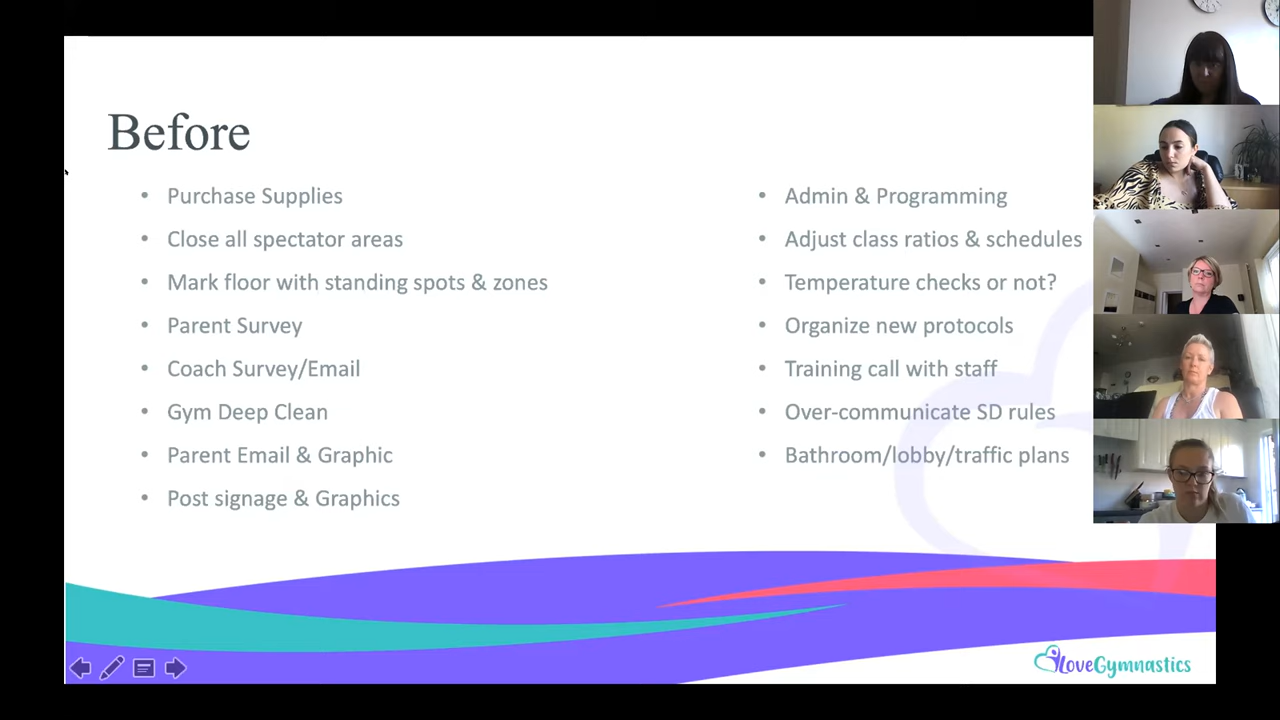 Before
• Purchase Supplies
• Close all spectator areas
• Mark floor with standing spots & zones
• Parent Survey
• Coach Survey/Email
• Gym Deep Clean
• Parent Email & Graphic
• Post signage & Graphics
• Admin & Programming
• Adjust class ratios & schedules
• Temperature checks or not?
• Organize new protocols
• Training call with staff
• Over-communicate SD rules
• Bathroom/lobby/traffic plans
iLoveGymnastics